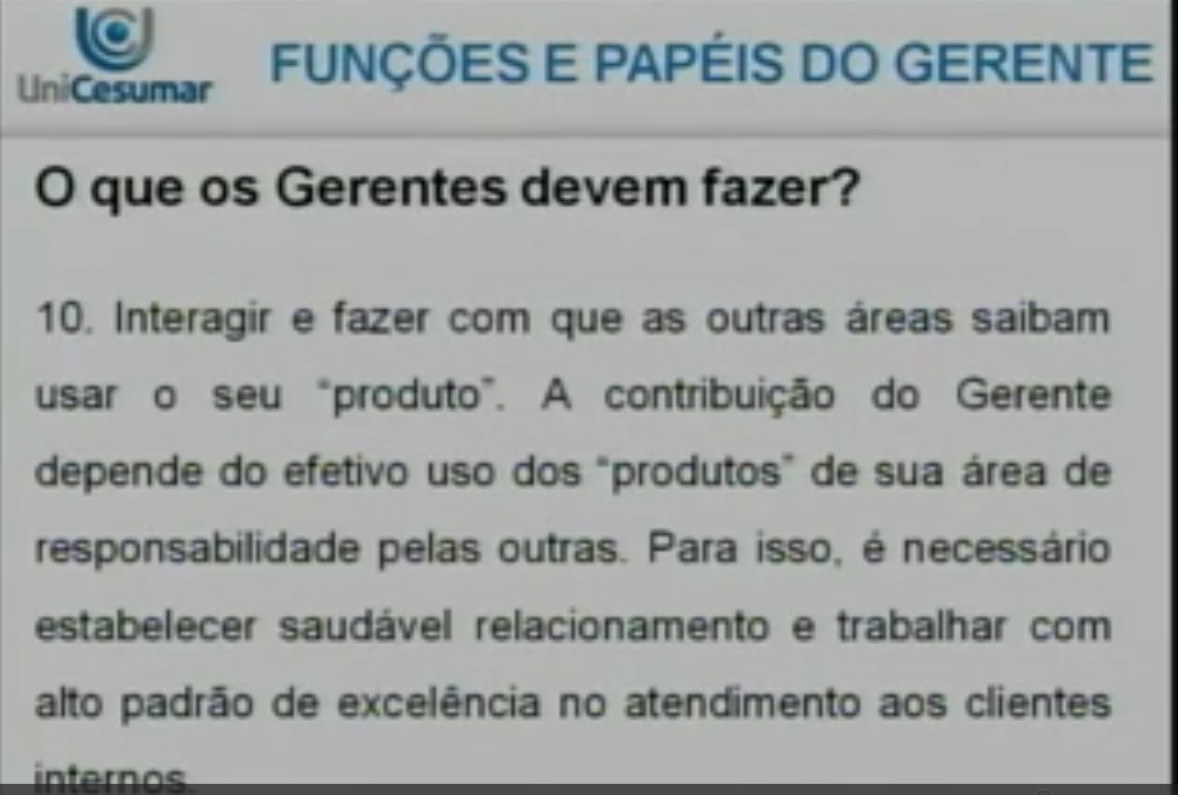 UniCesumar
FUNÇÕES E PAPÉIS DO GERENTE
O que os Gerentes devem fazer?
10. Interagir e fazer com que as outras áreas saibam
usar o seu “produto”. A contribuição do Gerente
depende do efetivo uso dos “produtos” de sua área de
responsabilidade pelas outras. Para isso, é necessário
estabelecer saudável relacionamento e trabalhar com
alto padrão de excelência no atendimento aos clientes
internos.